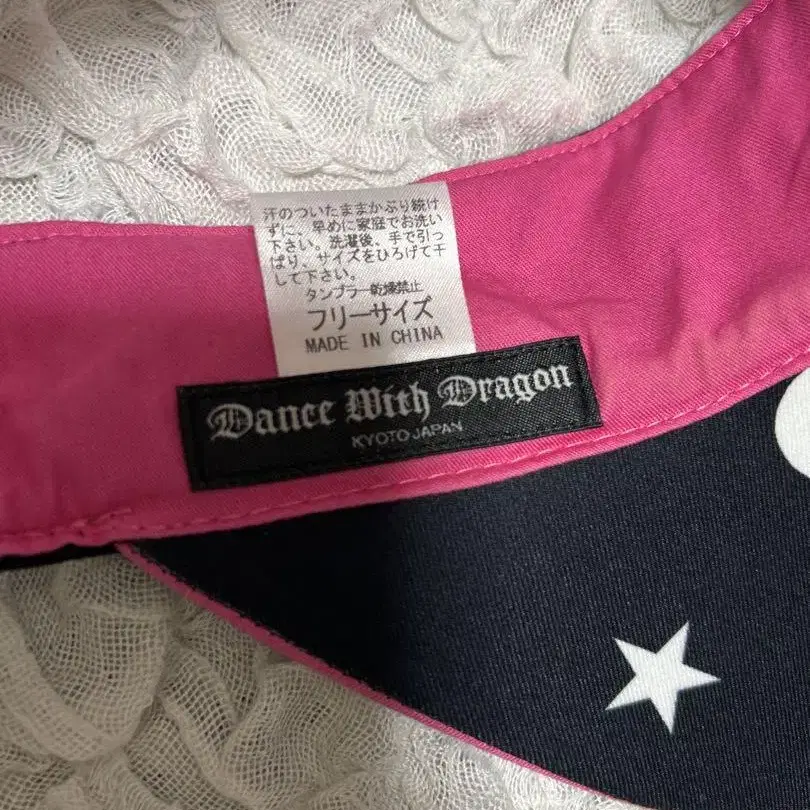 汗のついたままかぶり続け
ずに、早めに家庭でお洗い
下さい。洗濯後、手で引っ
ぱり、サイズをひろげて干
して下さい。
タンブラー乾燥禁止
フリーサイズ
MADE IN CHINA
Dance With Dragon
KYOTO JAPAN